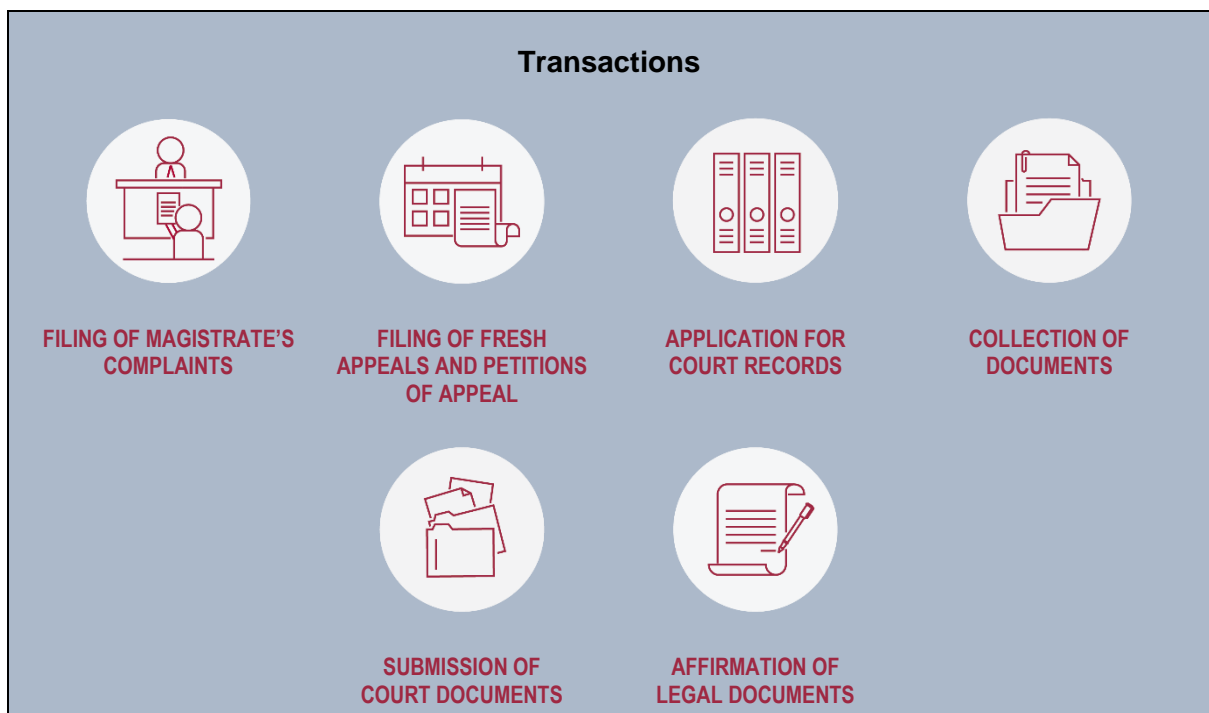 Transactions
FILING OF MAGISTRATE’S
COMPLAINTS
FILING OF FRESH
APPEALS AND PETITIONS
OF APPEAL
APPLICATION FOR
COURT RECORDS
COLLECTION OF
DOCUMENTS
SUBMISSION OF
COURT DOCUMENTS
AFFIRMATION OF
LEGAL DOCUMENTS